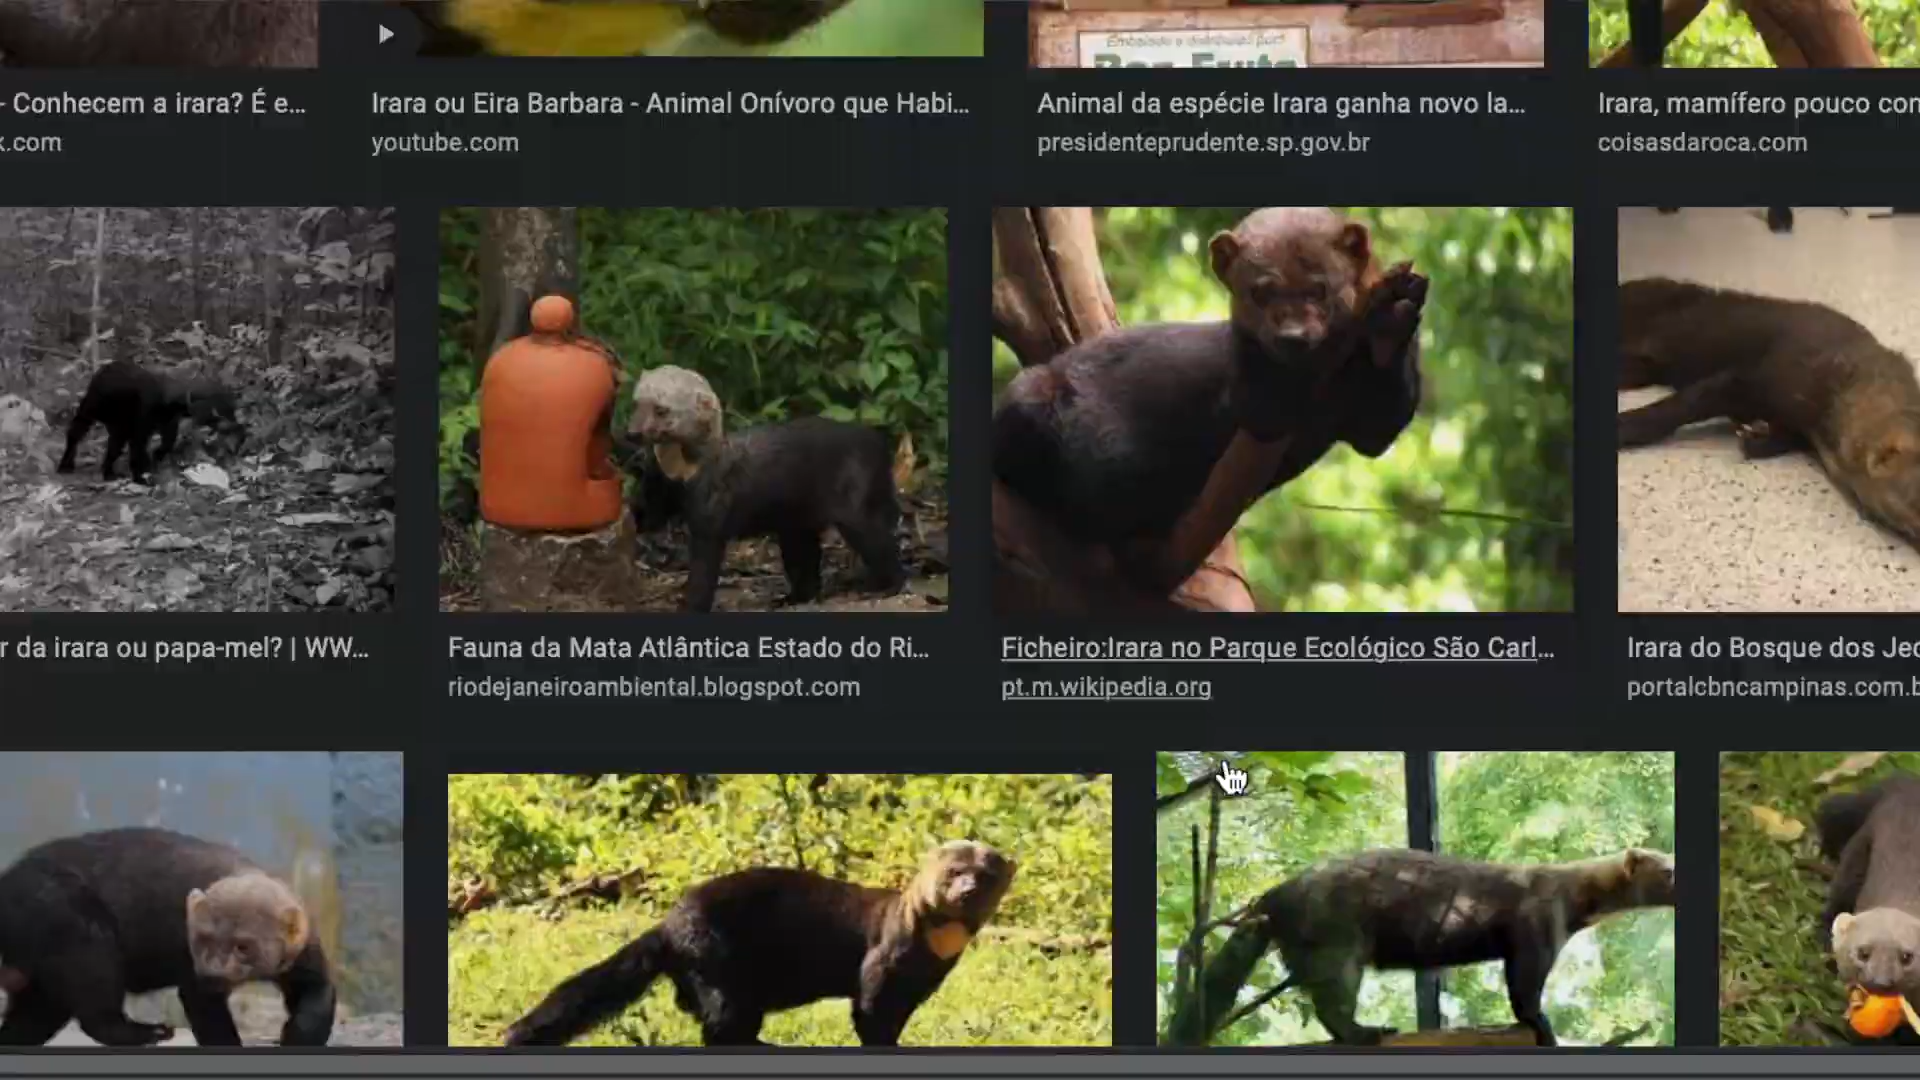 Embalado e distribuído por:
- Conhecem a irara? É e...
k.com
Irara ou Eira Barbara - Animal Onívoro que Habi...
youtube.com
Animal da espécie Irara ganha novo la...
presidenteprudente.sp.gov.br
Irara, mamífero pouco con
coisasdaroca.com
r da irara ou papa-mel? | WW...
Fauna da Mata Atlântica Estado do Ri...
riodejaneiroambiental.blogspot.com
Ficheiro:Irara no Parque Ecológico São Carl...
pt.m.wikipedia.org
Irara do Bosque dos Jeq
portalcbncampinas.com.b